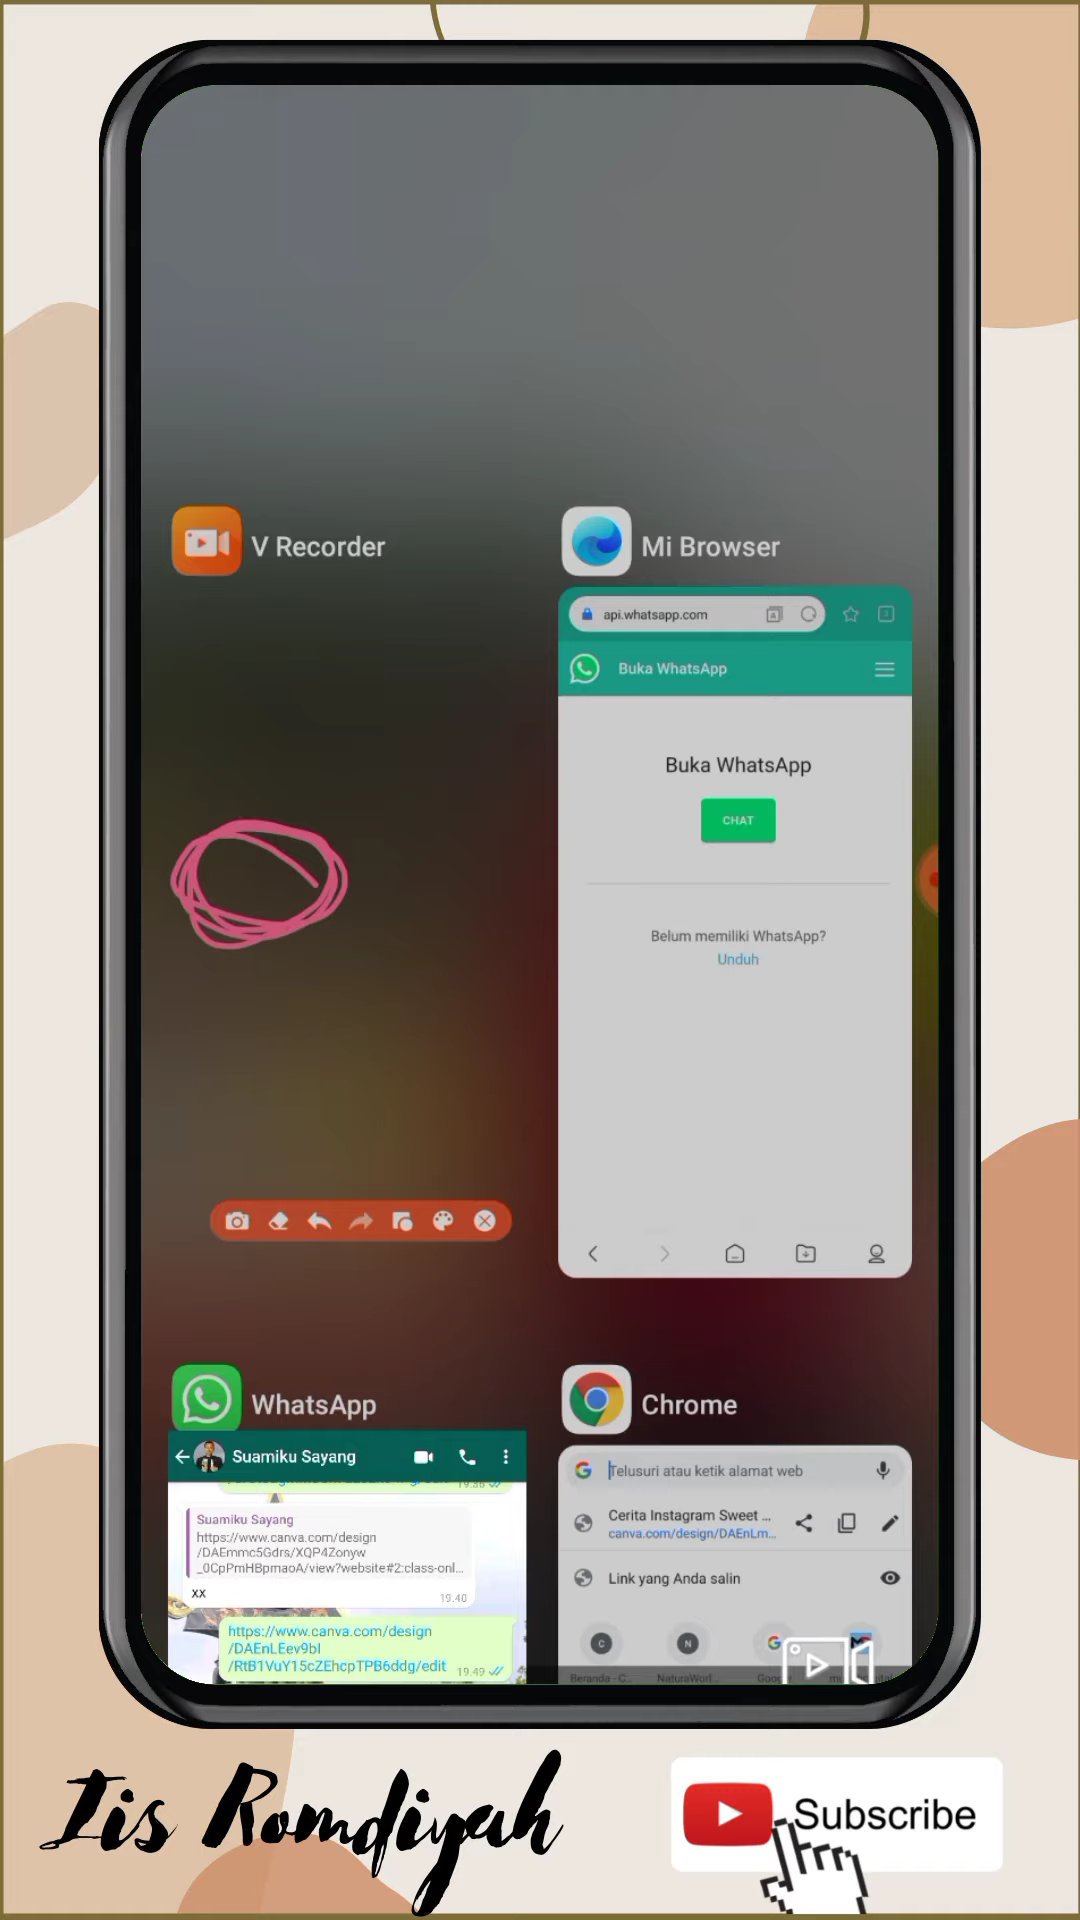 V Recorder
Mi Browser
api.whatsapp.com
Buka WhatsApp
Buka WhatsApp
CHAT
Belum memiliki WhatsApp?
Unduh
WhatsApp
Chrome
Suamiku Sayang
Suamiku Sayang
https://www.canva.com/design
/DAEmmc5Gdrs/XQP4Zonyw
_0CpPmHBpmaoA/view?website#2:class-onl...
xx
19.40
https://www.canva.com/design
/DAEnLEev9bI
/RtB1VuY15cZEhcpTPB6ddg/edit
19.49
Telusuri atau ketik alamat web
Cerita Instagram Sweet ...
canva.com/design/DAEnLm...
Link yang Anda salin
C
N
Beranda - C...
NaturaWorl...
Iis Romdiyah
Subscribe